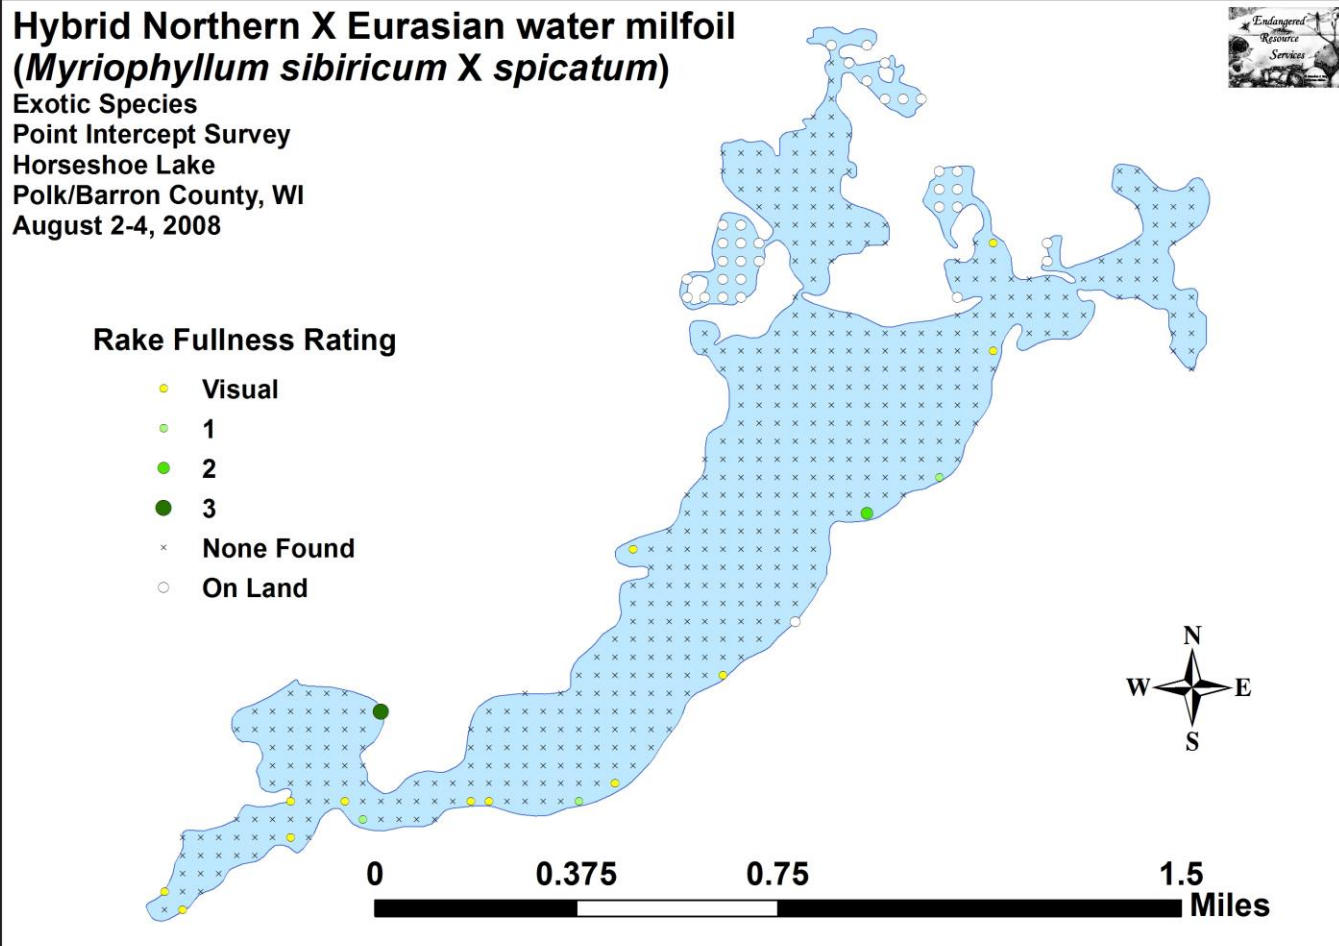 Hybrid Northern X Eurasian water milfoil
(Myriophyllum sibiricum X spicatum)
Exotic Species
Point Intercept Survey
Horseshoe Lake
Polk/Barron County, WI
August 2-4, 2008
Endangered
Resource
Services
Rake Fullness Rating
Visual
1
2
3
None Found
On Land
N
W E
S
0 0.375 0.75 1.5
Miles